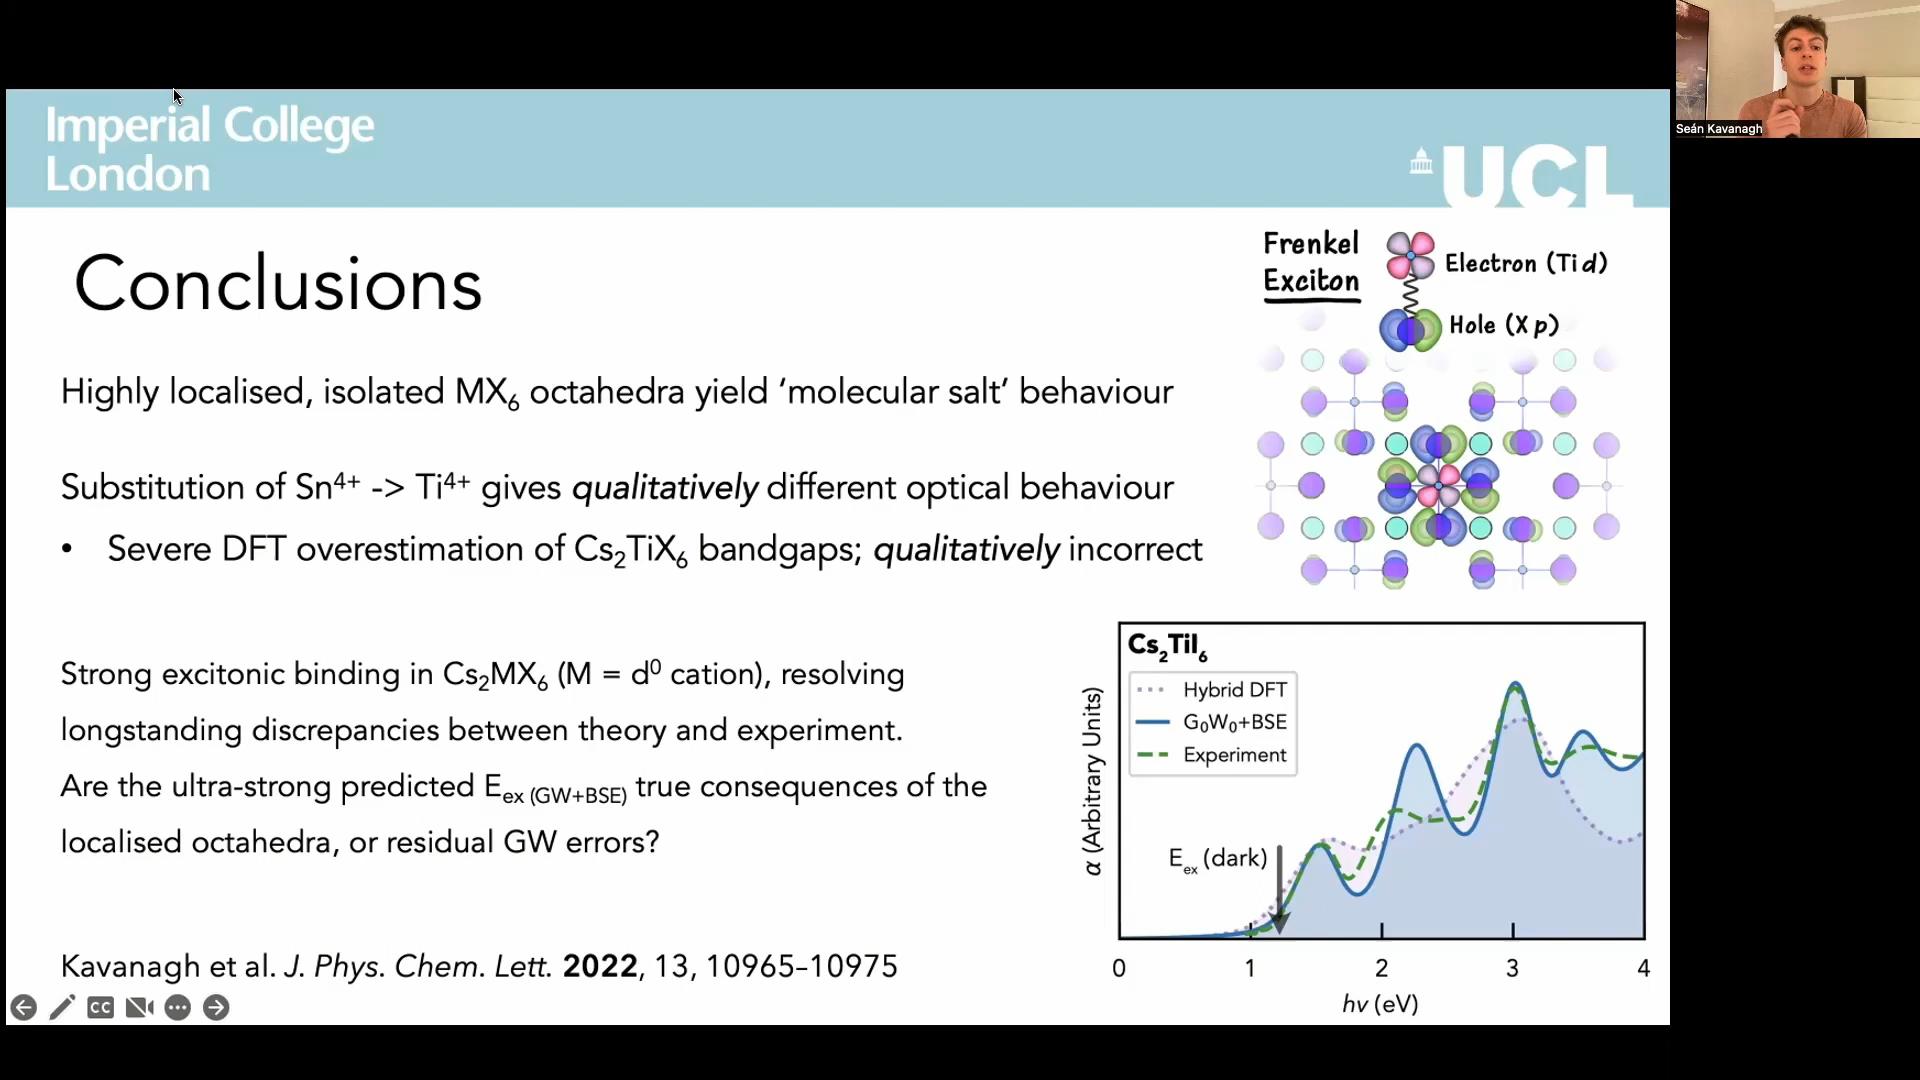 Imperial College
London
UCL
Seán Kavanagh
Conclusions
Frenkel
Exciton
Electron (Ti d)
Hole (X p)
Highly localised, isolated MX₆ octahedra yield ‘molecular salt’ behaviour
Substitution of Sn⁴⁺ -> Ti⁴⁺ gives qualitatively different optical behaviour
• Severe DFT overestimation of Cs₂TiX₆ bandgaps; qualitatively incorrect
Strong excitonic binding in Cs₂MX₆ (M = d⁰ cation), resolving
longstanding discrepancies between theory and experiment.
Are the ultra-strong predicted Eex (GW+BSE) true consequences of the
localised octahedra, or residual GW errors?
Kavanagh et al. J. Phys. Chem. Lett. 2022, 13, 10965–10975
CC
Cs₂TiI₆
Hybrid DFT
G₀W₀+BSE
Experiment
Eex (dark)
α (Arbitrary Units)
0 1 2 3 4
hν (eV)